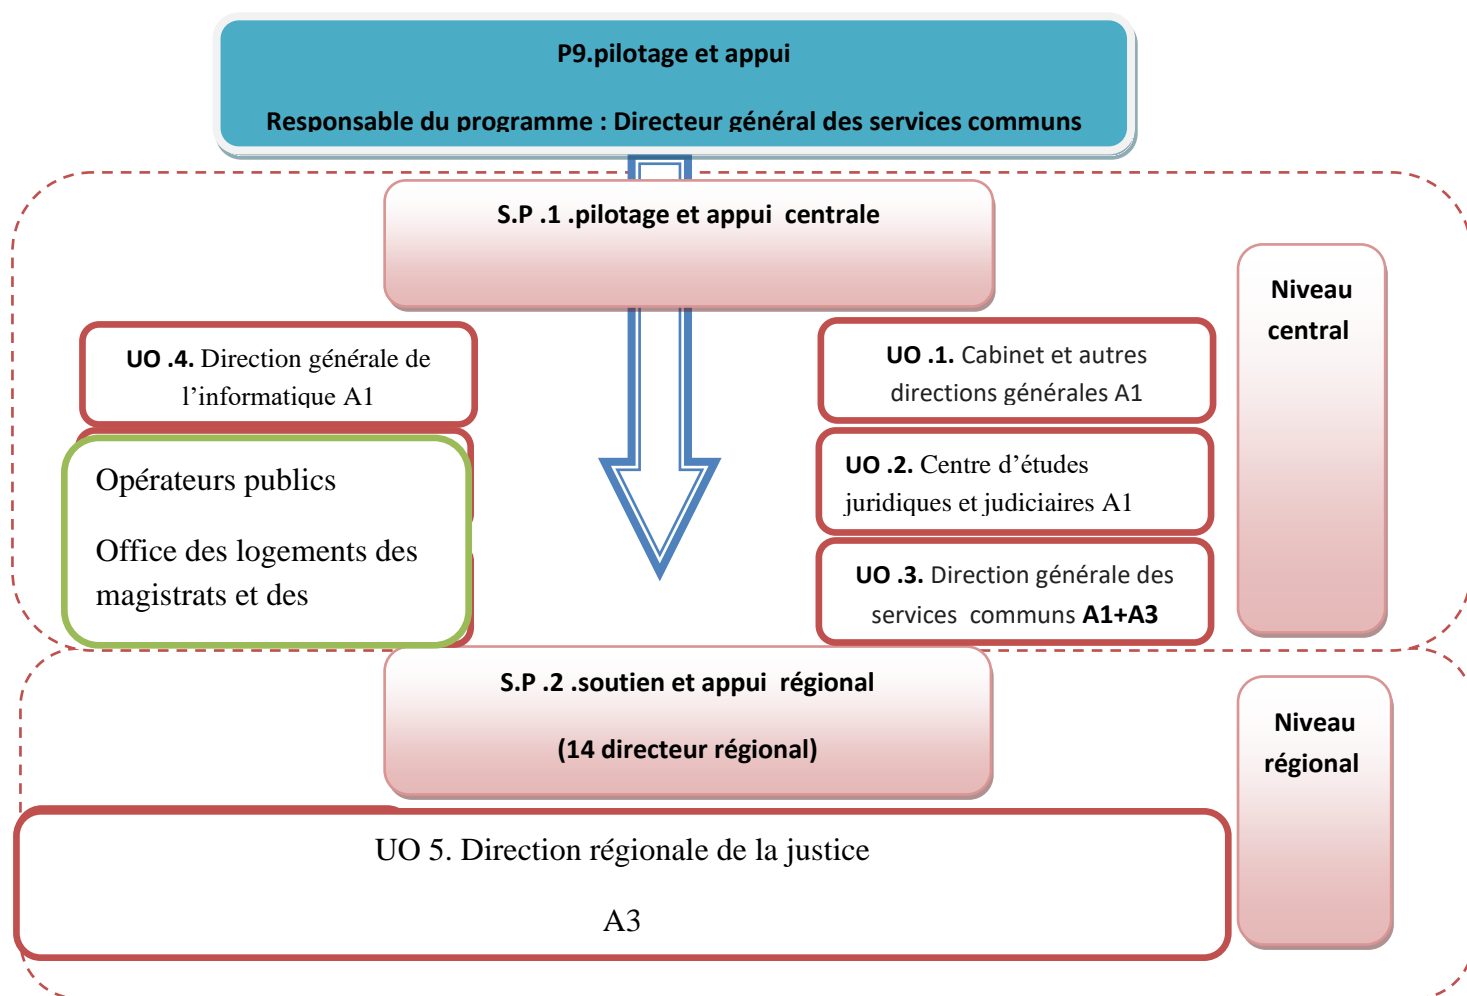 P9.pilotage et appui
Responsable du programme : Directeur général des services communs
S.P .1 .pilotage et appui centrale
Niveau
central
UO .4. Direction générale de
l’informatique A1
UO .1. Cabinet et autres
directions générales A1
Opérateurs publics
Office des logements des
magistrats et des
UO .2. Centre d’études
juridiques et judiciaires A1
UO .3. Direction générale des
services communs A1+A3
S.P .2 .soutien et appui régional
(14 directeur régional)
Niveau
régional
UO 5. Direction régionale de la justice
A3